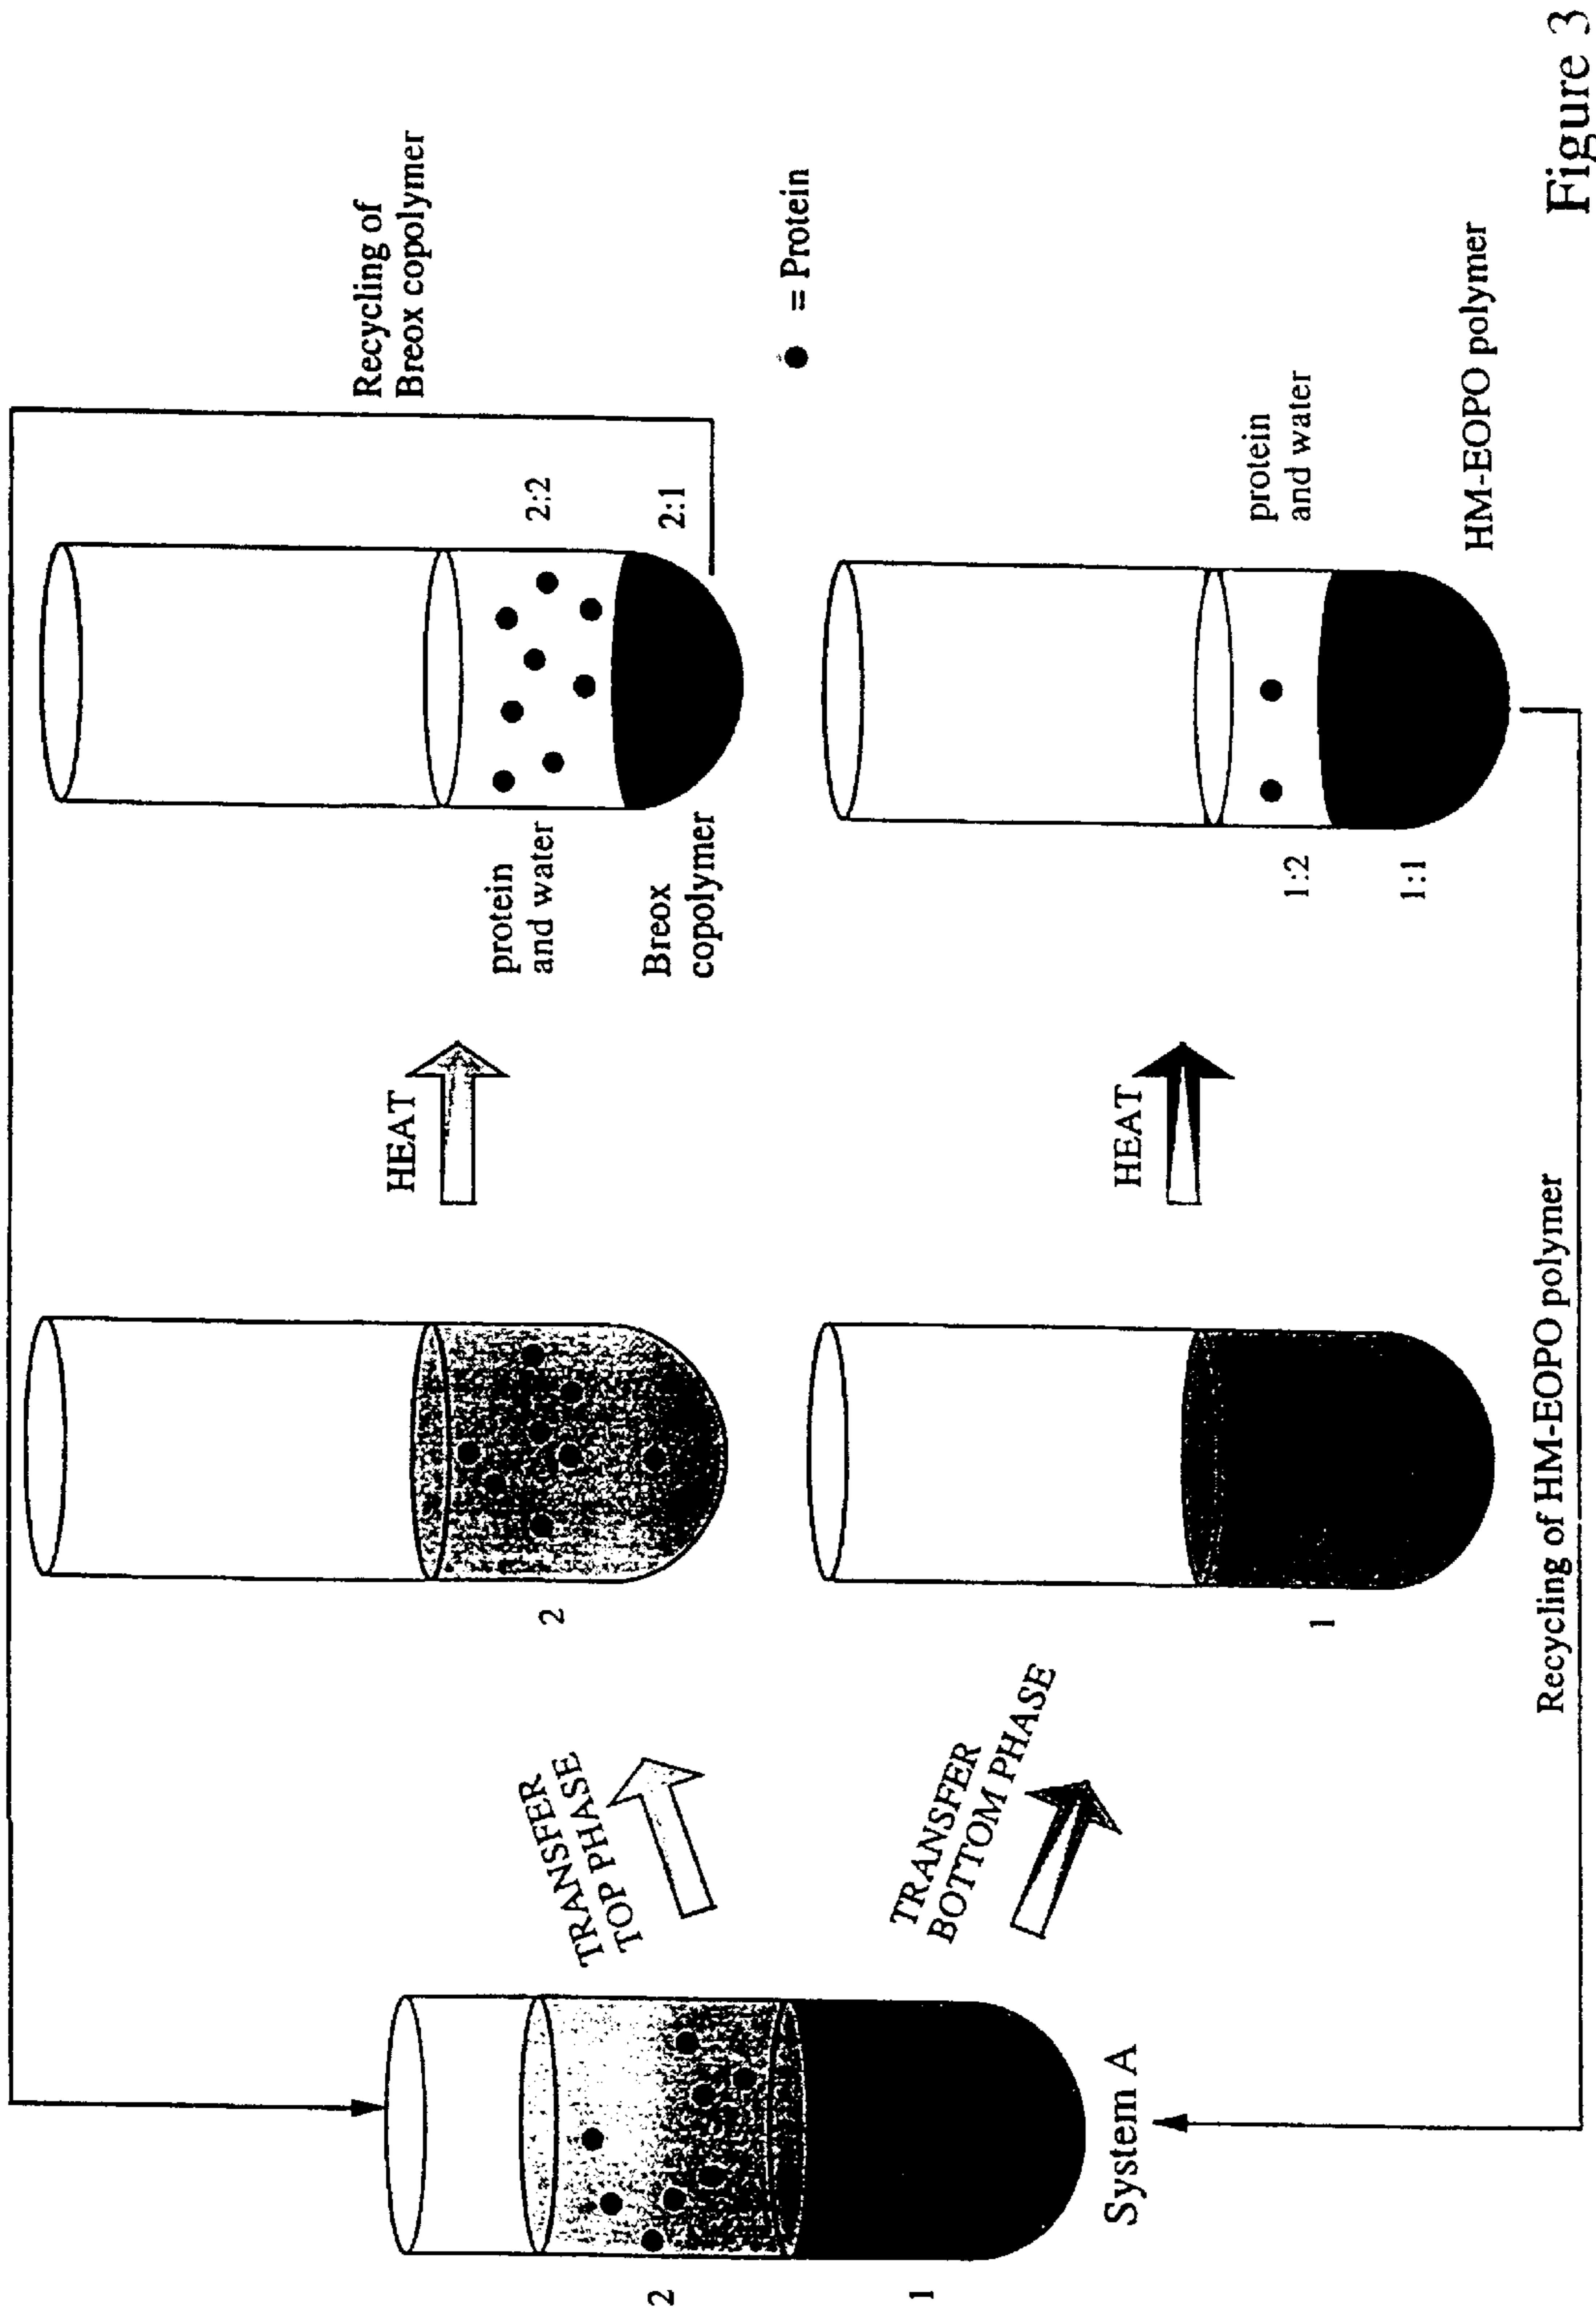 2
1
System A
TRANSFER
TOP PHASE
TRANSFER
BOTTOM PHASE
2
1
HEAT
HEAT
Recycling of
Breox copolymer
protein
and water
Breox
copolymer
2:2
2:1
= Protein
1:2
1:1
protein
and water
HM-EOPO polymer
Recycling of HM-EOPO polymer
Figure 3